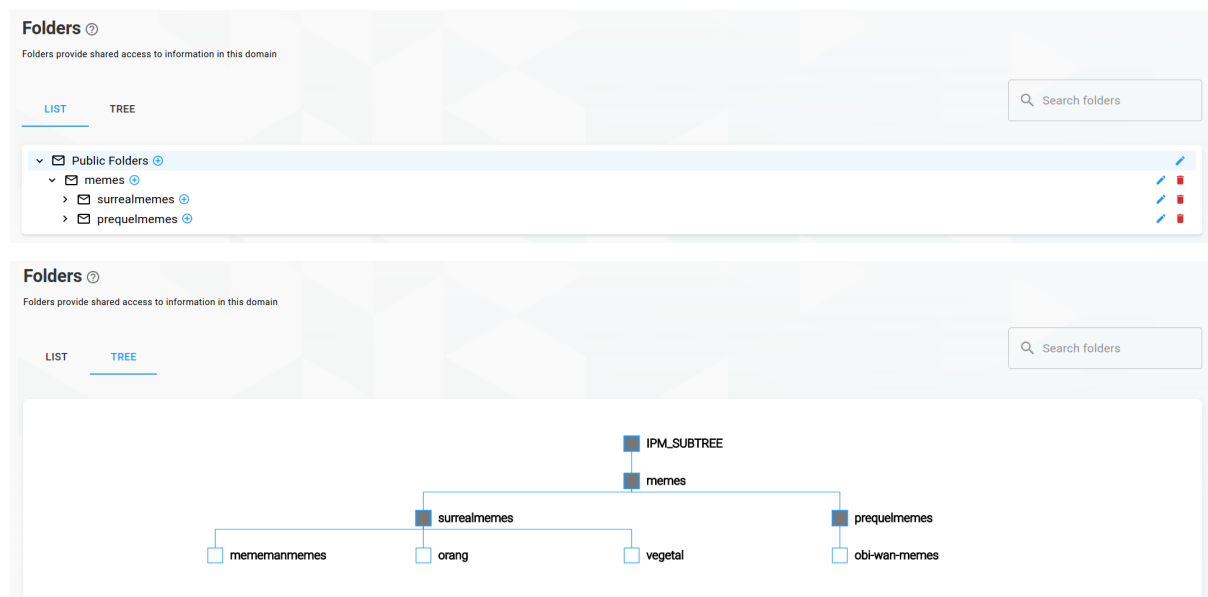 Folders
Folders provide shared access to information in this domain
LIST TREE
Search folders
Public Folders
memes
surrealmemes
prequelmemes
Folders
Folders provide shared access to information in this domain
LIST TREE
Search folders
IPM_SUBTREE
memes
surrealmemes prequelmemes
mememanmemes orang vegetal obi-wan-memes